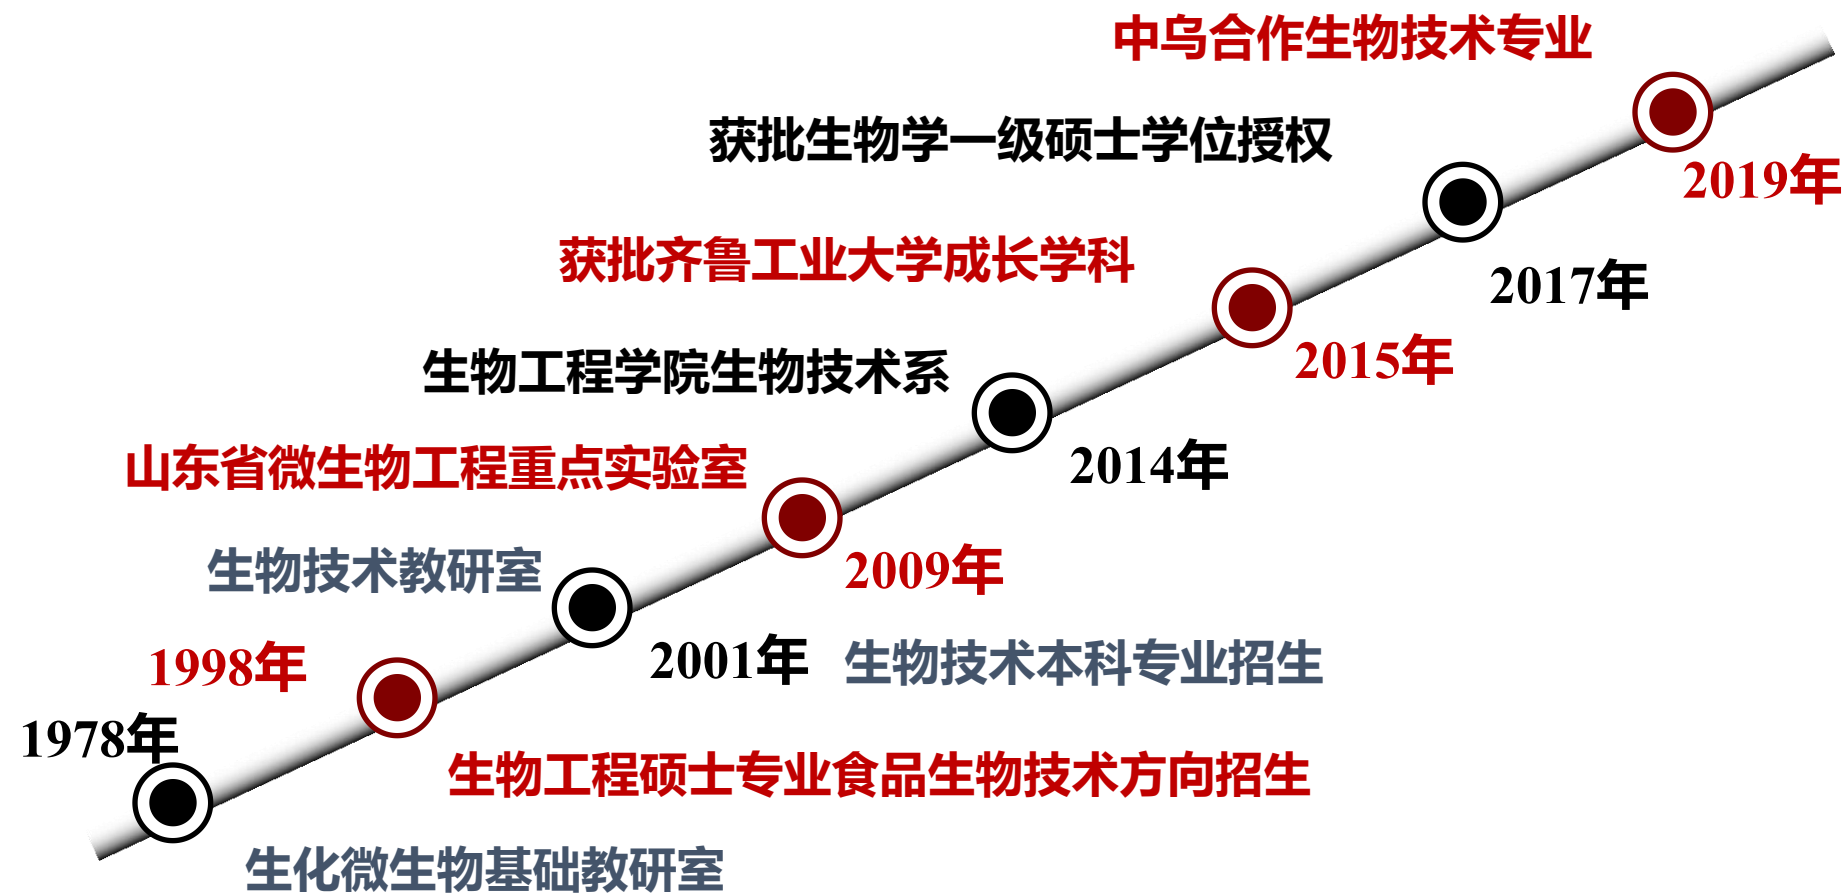 中乌合作生物技术专业
获批生物学一级硕士学位授权
2019年
获批齐鲁工业大学成长学科
2017年
生物工程学院生物技术系
2015年
山东省微生物工程重点实验室
2014年
生物技术教研室
2009年
1998年
2001年 生物技术本科专业招生
1978年
生物工程硕士专业食品生物技术方向招生
生化微生物基础教研室